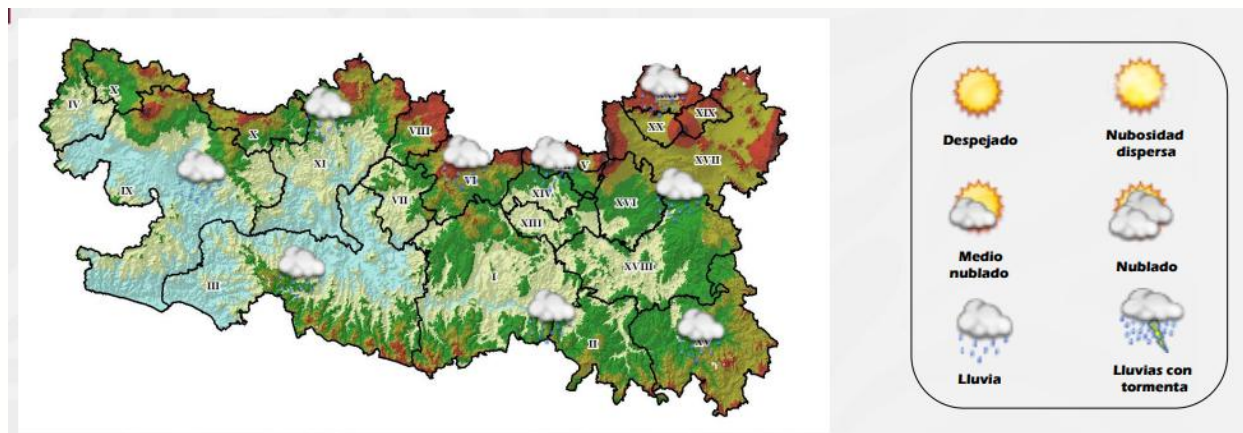 IV
X
X
VIII
XX
XIX
XVII
XI
V
VI
IX
VII
XIV
XVI
XIII
I
XVIII
III
II
XV
Despejado
Nubosidad
dispersa
Medio
nublado
Nublado
Lluvia
Lluvias con
tormenta